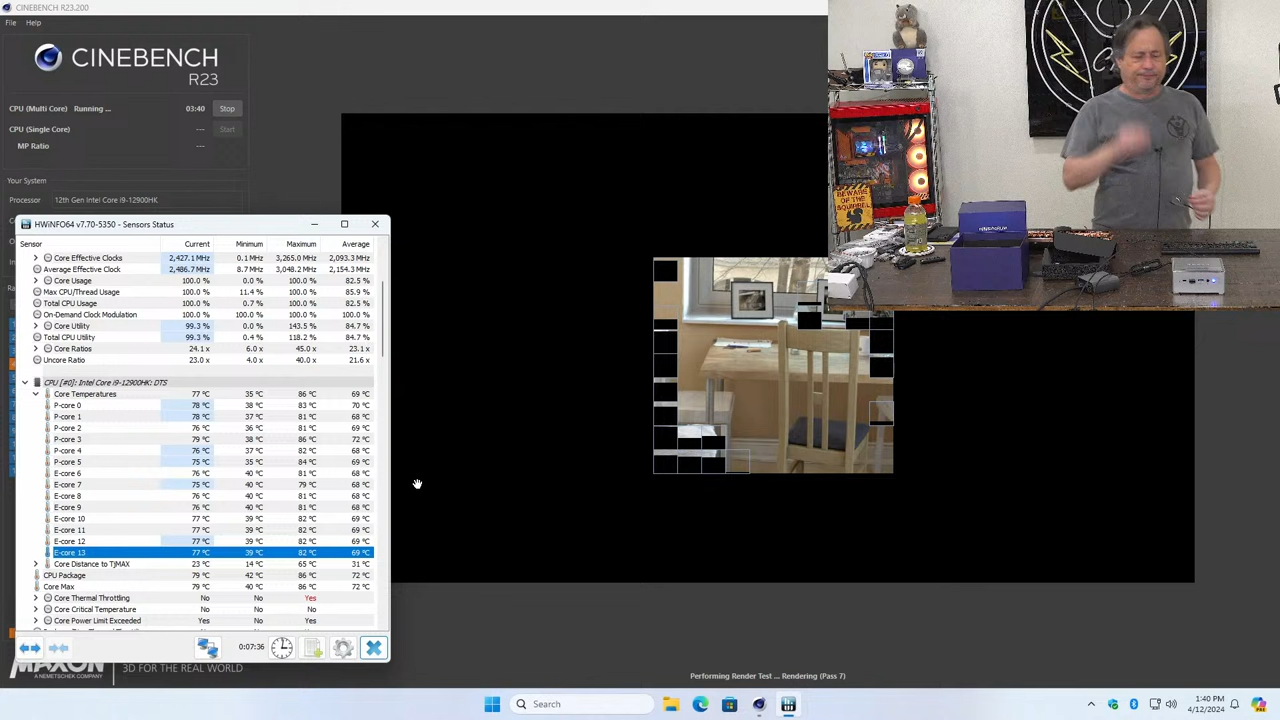 CINEBENCH R23.200
File Help
CINEBENCH
R23
CPU (Multi Core) Running ... 03:40 Stop
CPU (Single Core) --- Start
MP Ratio ---
Your System
Processor 12th Gen Intel Core i9-12900HK
HWiNFO64 v7.70-5350 - Sensors Status
Sensor Current Minimum Maximum Average
Core Effective Clocks 2,427.1 MHz 0.1 MHz 3,265.0 MHz 2,093.3 MHz
Average Effective Clock 2,486.7 MHz 8.7 MHz 3,048.2 MHz 2,154.3 MHz
Core Usage 100.0 % 0.0 % 100.0 % 82.5 %
Max CPU/Thread Usage 100.0 % 11.4 % 100.0 % 85.9 %
Total CPU Usage 100.0 % 0.7 % 100.0 % 82.5 %
On-Demand Clock Modulation 100.0 % 100.0 % 100.0 % 100.0 %
Core Utility 99.3 % 0.0 % 143.5 % 84.7 %
Total CPU Utility 99.3 % 0.4 % 118.2 % 84.7 %
Core Ratios 24.1 x 6.0 x 45.0 x 23.1 x
Uncore Ratio 23.0 x 4.0 x 40.0 x 21.6 x
CPU [#0]: Intel Core i9-12900HK: DTS
Core Temperatures 77 °C 35 °C 86 °C 69 °C
P-core 0 78 °C 38 °C 83 °C 70 °C
P-core 1 78 °C 37 °C 81 °C 68 °C
P-core 2 76 °C 36 °C 81 °C 69 °C
P-core 3 79 °C 38 °C 86 °C 72 °C
P-core 4 76 °C 37 °C 82 °C 68 °C
P-core 5 75 °C 35 °C 84 °C 69 °C
E-core 6 76 °C 40 °C 81 °C 68 °C
E-core 7 75 °C 40 °C 79 °C 68 °C
E-core 8 76 °C 40 °C 81 °C 68 °C
E-core 9 76 °C 40 °C 81 °C 68 °C
E-core 10 77 °C 39 °C 82 °C 69 °C
E-core 11 77 °C 39 °C 82 °C 69 °C
E-core 12 77 °C 39 °C 82 °C 69 °C
E-core 13 77 °C 39 °C 82 °C 69 °C
Core Distance to TjMAX 23 °C 14 °C 65 °C 31 °C
CPU Package 79 °C 42 °C 86 °C 72 °C
Core Max 79 °C 40 °C 86 °C 72 °C
Core Thermal Throttling No No Yes
Core Critical Temperature No No No
Core Power Limit Exceeded Yes No Yes
0:07:36
MAXON
A NEMETSCHEK COMPANY
3D FOR THE REAL WORLD
Performing Render Test ... Rendering (Pass 7)
Search
1:40 PM
4/12/2024
BEWARE
OF THE
SQUIRREL